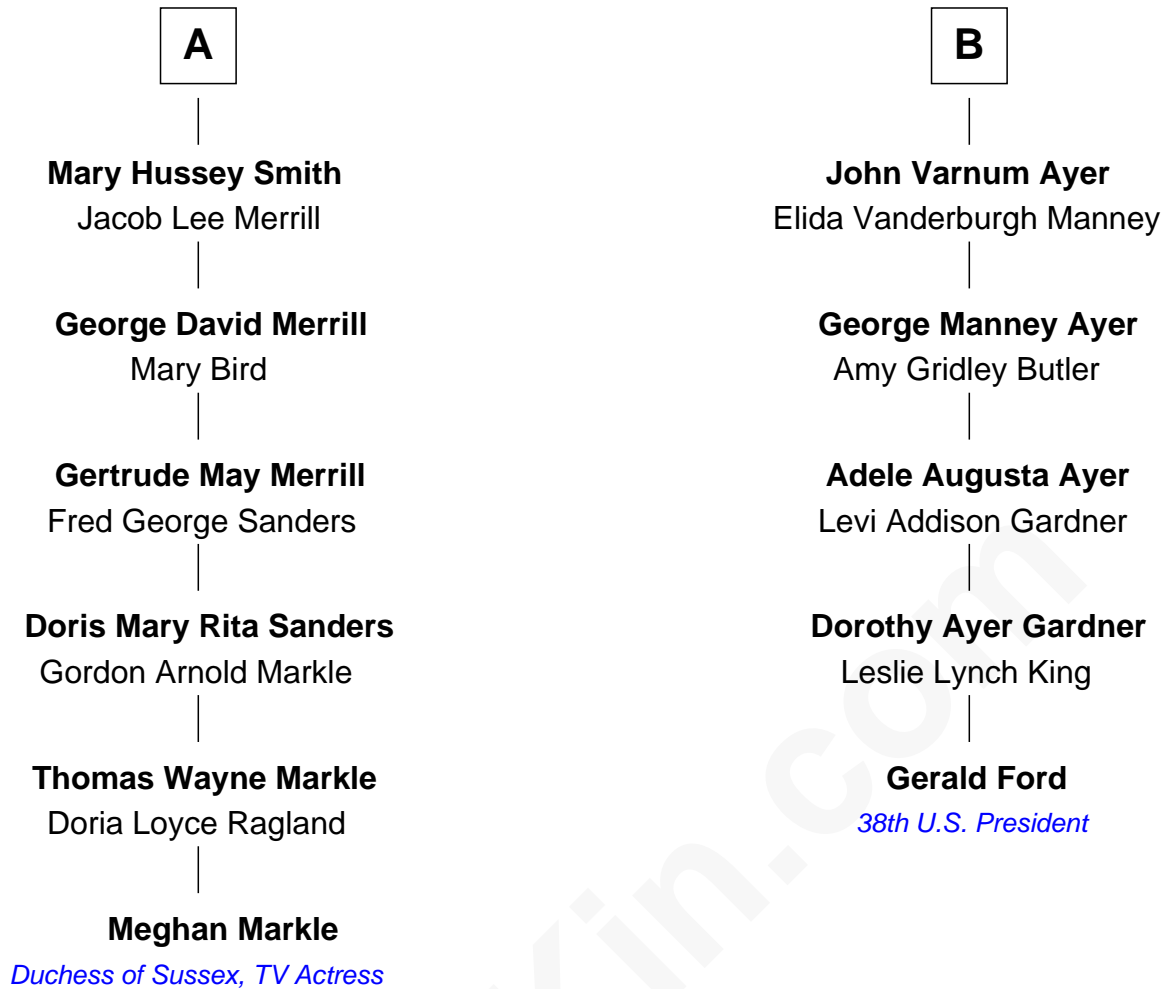 A
Mary Hussey Smith
Jacob Lee Merrill
George David Merrill
Mary Bird
Gertrude May Merrill
Fred George Sanders
Doris Mary Rita Sanders
Gordon Arnold Markle
Thomas Wayne Markle
Doria Loyce Ragland
Meghan Markle
Duchess of Sussex, TV Actress
B
John Varnum Ayer
Elida Vanderburgh Manney
George Manney Ayer
Amy Gridley Butler
Adele Augusta Ayer
Levi Addison Gardner
Dorothy Ayer Gardner
Leslie Lynch King
Gerald Ford
38th U.S. President
Kin.com